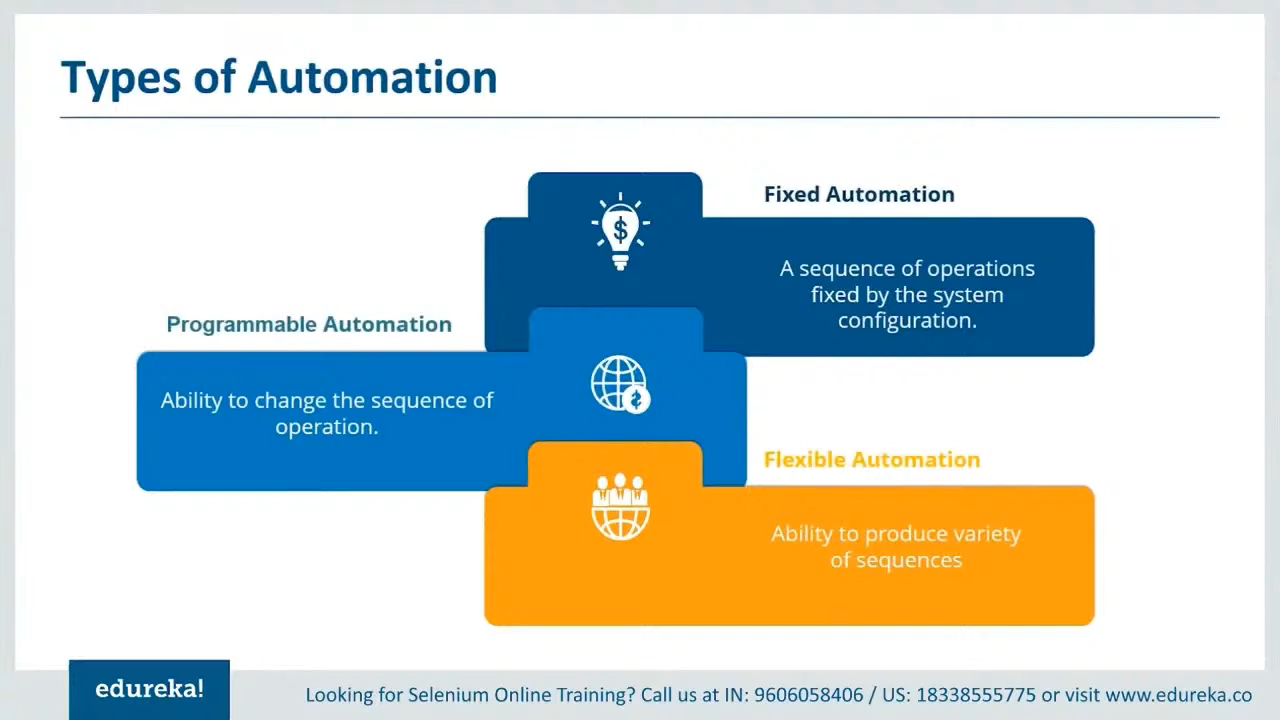 Types of Automation
Fixed Automation
A sequence of operations
fixed by the system
configuration.
Programmable Automation
Ability to change the sequence of
operation.
Flexible Automation
Ability to produce variety
of sequences
edureka!
Looking for Selenium Online Training? Call us at IN: 9606058406 / US: 18338555775 or visit www.edureka.co